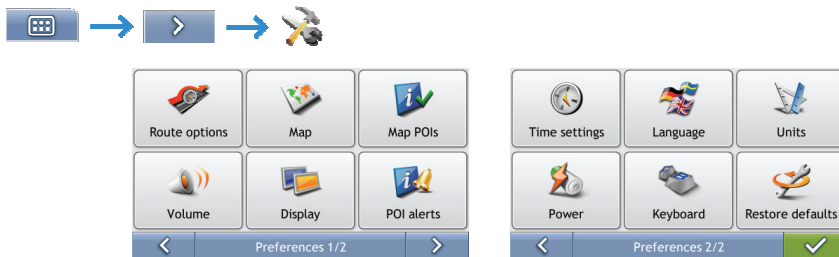 Route options
Map
Map POIs
Volume
Display
POI alerts
Preferences 1/2
Time settings
Language
Units
Power
Keyboard
Restore defaults
Preferences 2/2